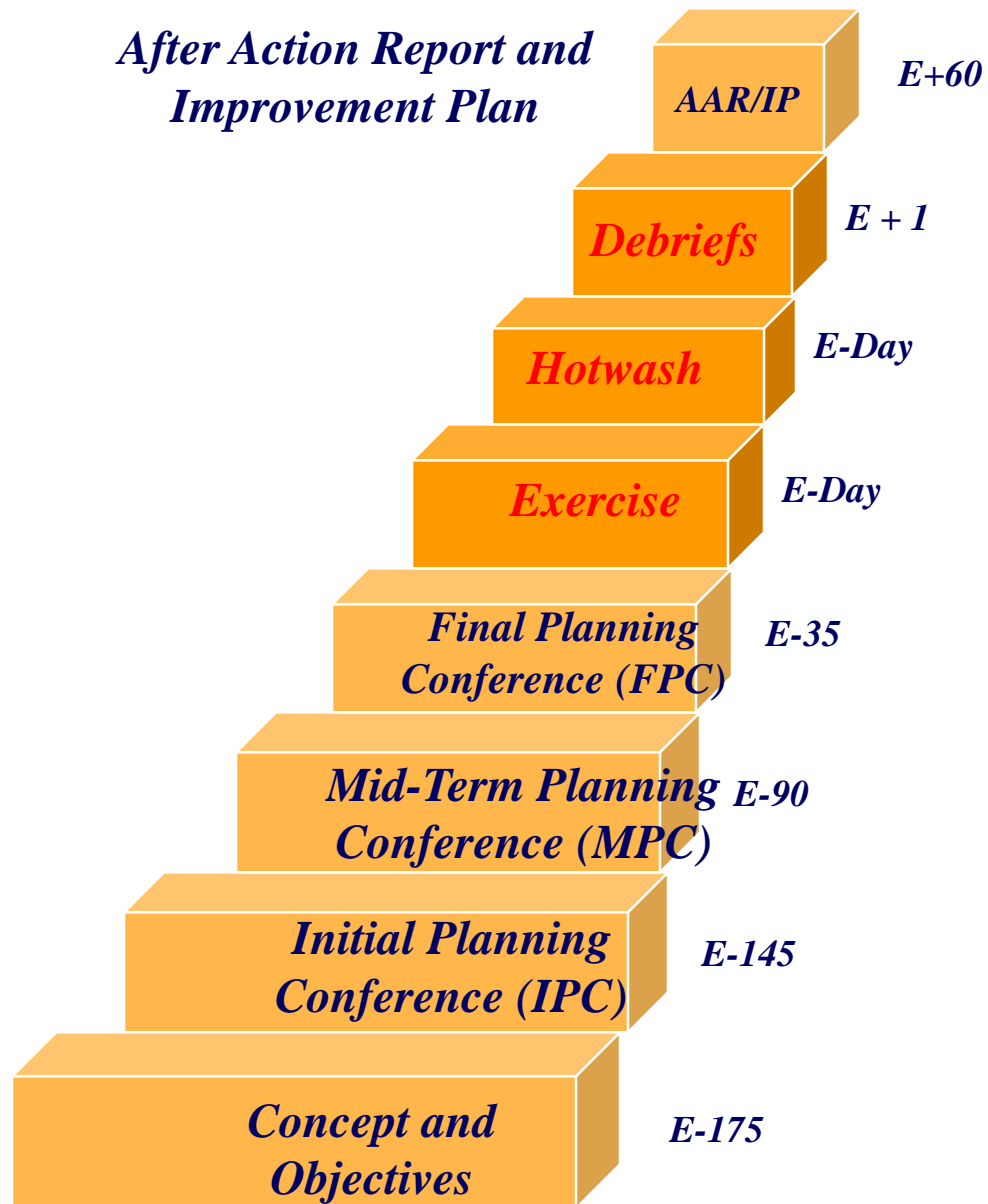 After Action Report and
Improvement Plan
AAR/IP
E+60
Debriefs
E + 1
Hotwash
E-Day
Exercise
E-Day
Final Planning
Conference (FPC)
E-35
Mid-Term Planning
Conference (MPC)
E-90
Initial Planning
Conference (IPC)
E-145
Concept and
Objectives
E-175